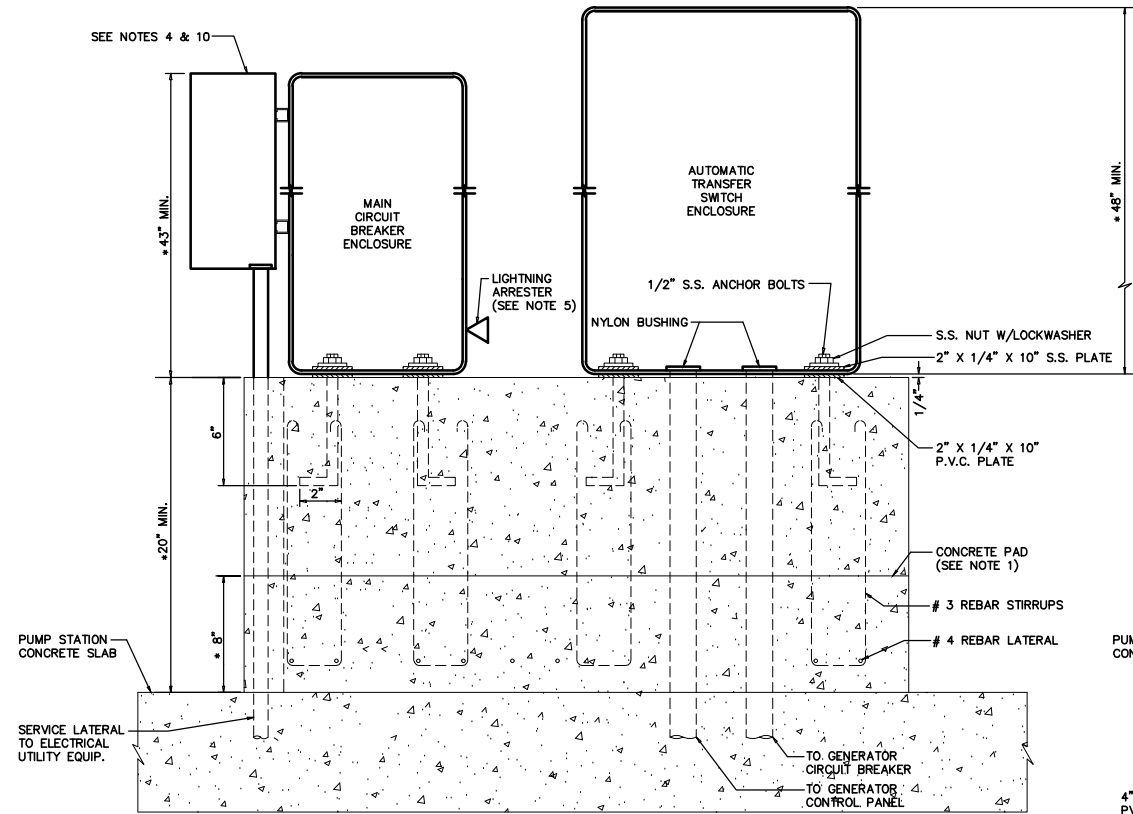 SEE NOTES 4 & 10
*43" MIN.
MAIN
CIRCUIT
BREAKER
ENCLOSURE
AUTOMATIC
TRANSFER
SWITCH
ENCLOSURE
*48" MIN.
LIGHTNING
ARRESTER
(SEE NOTE 5)
1/2" S.S. ANCHOR BOLTS
NYLON BUSHING
S.S. NUT W/LOCKWASHER
2" X 1/4" X 10" S.S. PLATE
1/4"
2" X 1/4" X 10"
P.V.C. PLATE
6"
2"
*20" MIN.
* 8"
CONCRETE PAD
(SEE NOTE 1)
# 3 REBAR STIRRUPS
# 4 REBAR LATERAL
PUMP STATION
CONCRETE SLAB
SERVICE LATERAL
TO ELECTRICAL
UTILITY EQUIP.
TO GENERATOR
CIRCUIT BREAKER
TO GENERATOR
CONTROL PANEL
4"